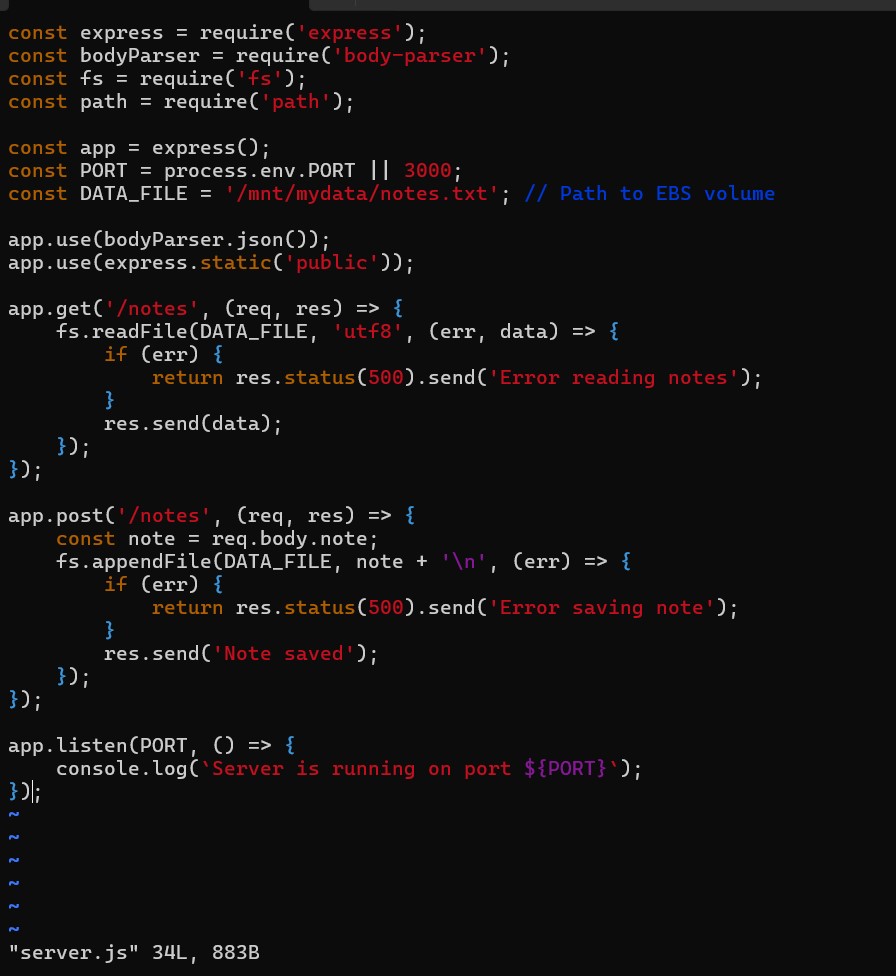 const express = require('express');
const bodyParser = require('body-parser');
const fs = require('fs');
const path = require('path');

const app = express();
const PORT = process.env.PORT || 3000;
const DATA_FILE = '/mnt/mydata/notes.txt'; // Path to EBS volume

app.use(bodyParser.json());
app.use(express.static('public'));

app.get('/notes', (req, res) => {
    fs.readFile(DATA_FILE, 'utf8', (err, data) => {
        if (err) {
            return res.status(500).send('Error reading notes');
        }
        res.send(data);
    });
});

app.post('/notes', (req, res) => {
    const note = req.body.note;
    fs.appendFile(DATA_FILE, note + '\n', (err) => {
        if (err) {
            return res.status(500).send('Error saving note');
        }
        res.send('Note saved');
    });
});

app.listen(PORT, () => {
    console.log(`Server is running on port ${PORT}`);
});
~
~
~
~
~
~
"server.js" 34L, 883B